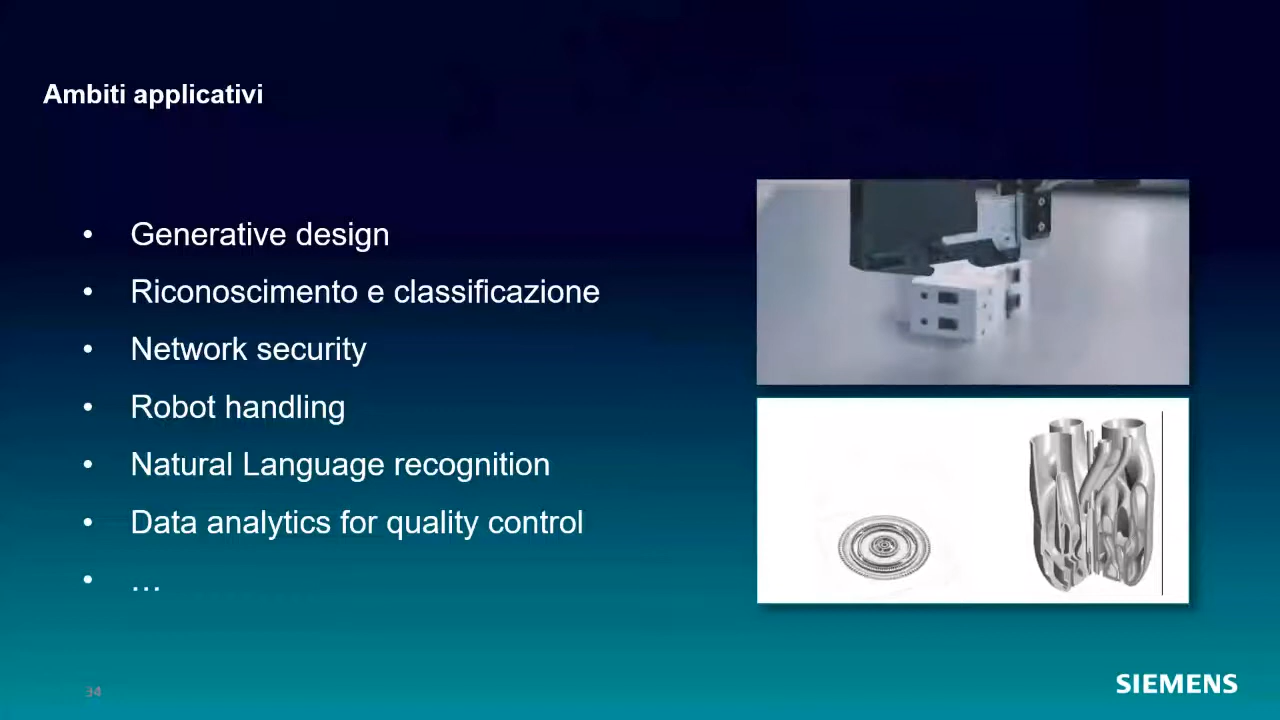 Ambiti applicativi
• Generative design
• Riconoscimento e classificazione
• Network security
• Robot handling
• Natural Language recognition
• Data analytics for quality control
• …
34
SIEMENS